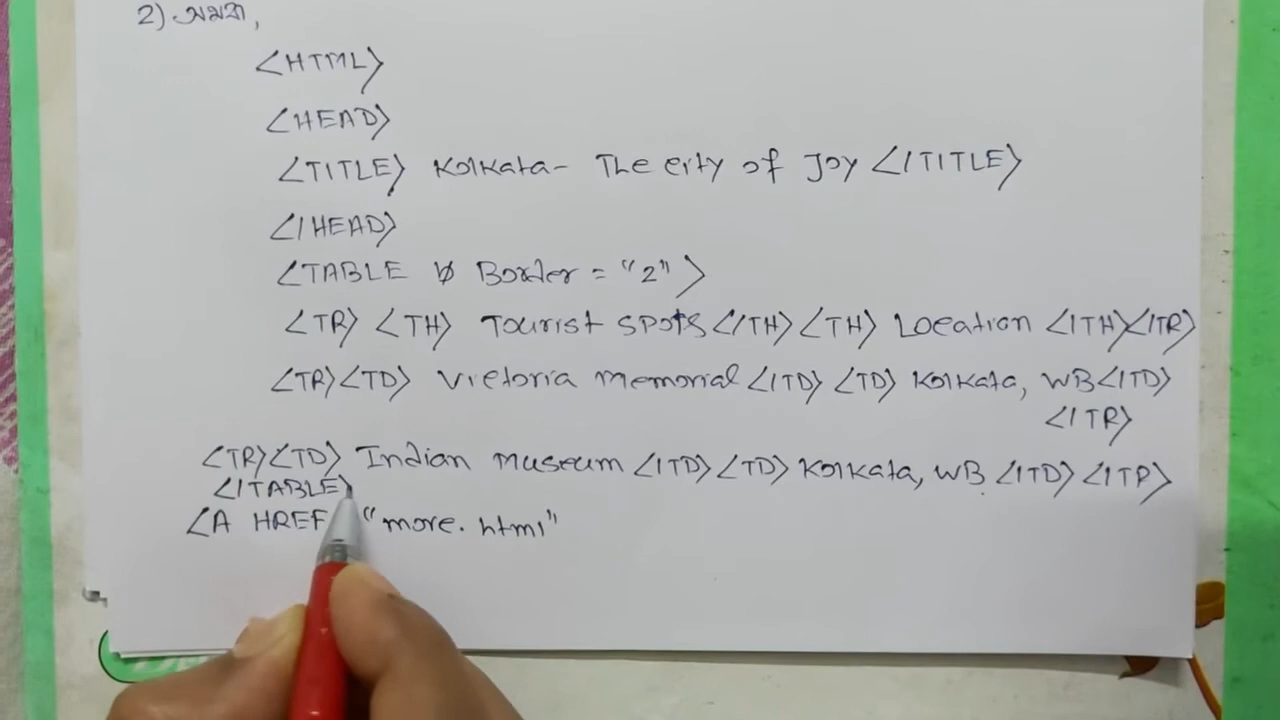 2) অথবা,
<HTML>
<HEAD>
<TITLE> Kolkata- The city of Joy </TITLE>
</HEAD>
<TABLE Border = "2">
<TR> <TH> Tourist spots </TH> <TH> Location </TH></TR>
<TR><TD> Victoria memorial </TD> <TD> Kolkata, WB </TD>
</TR>
<TR><TD> Indian museum </TD> <TD> Kolkata, WB </TD> </TR>
</TABLE>
<A HREF "more. html"